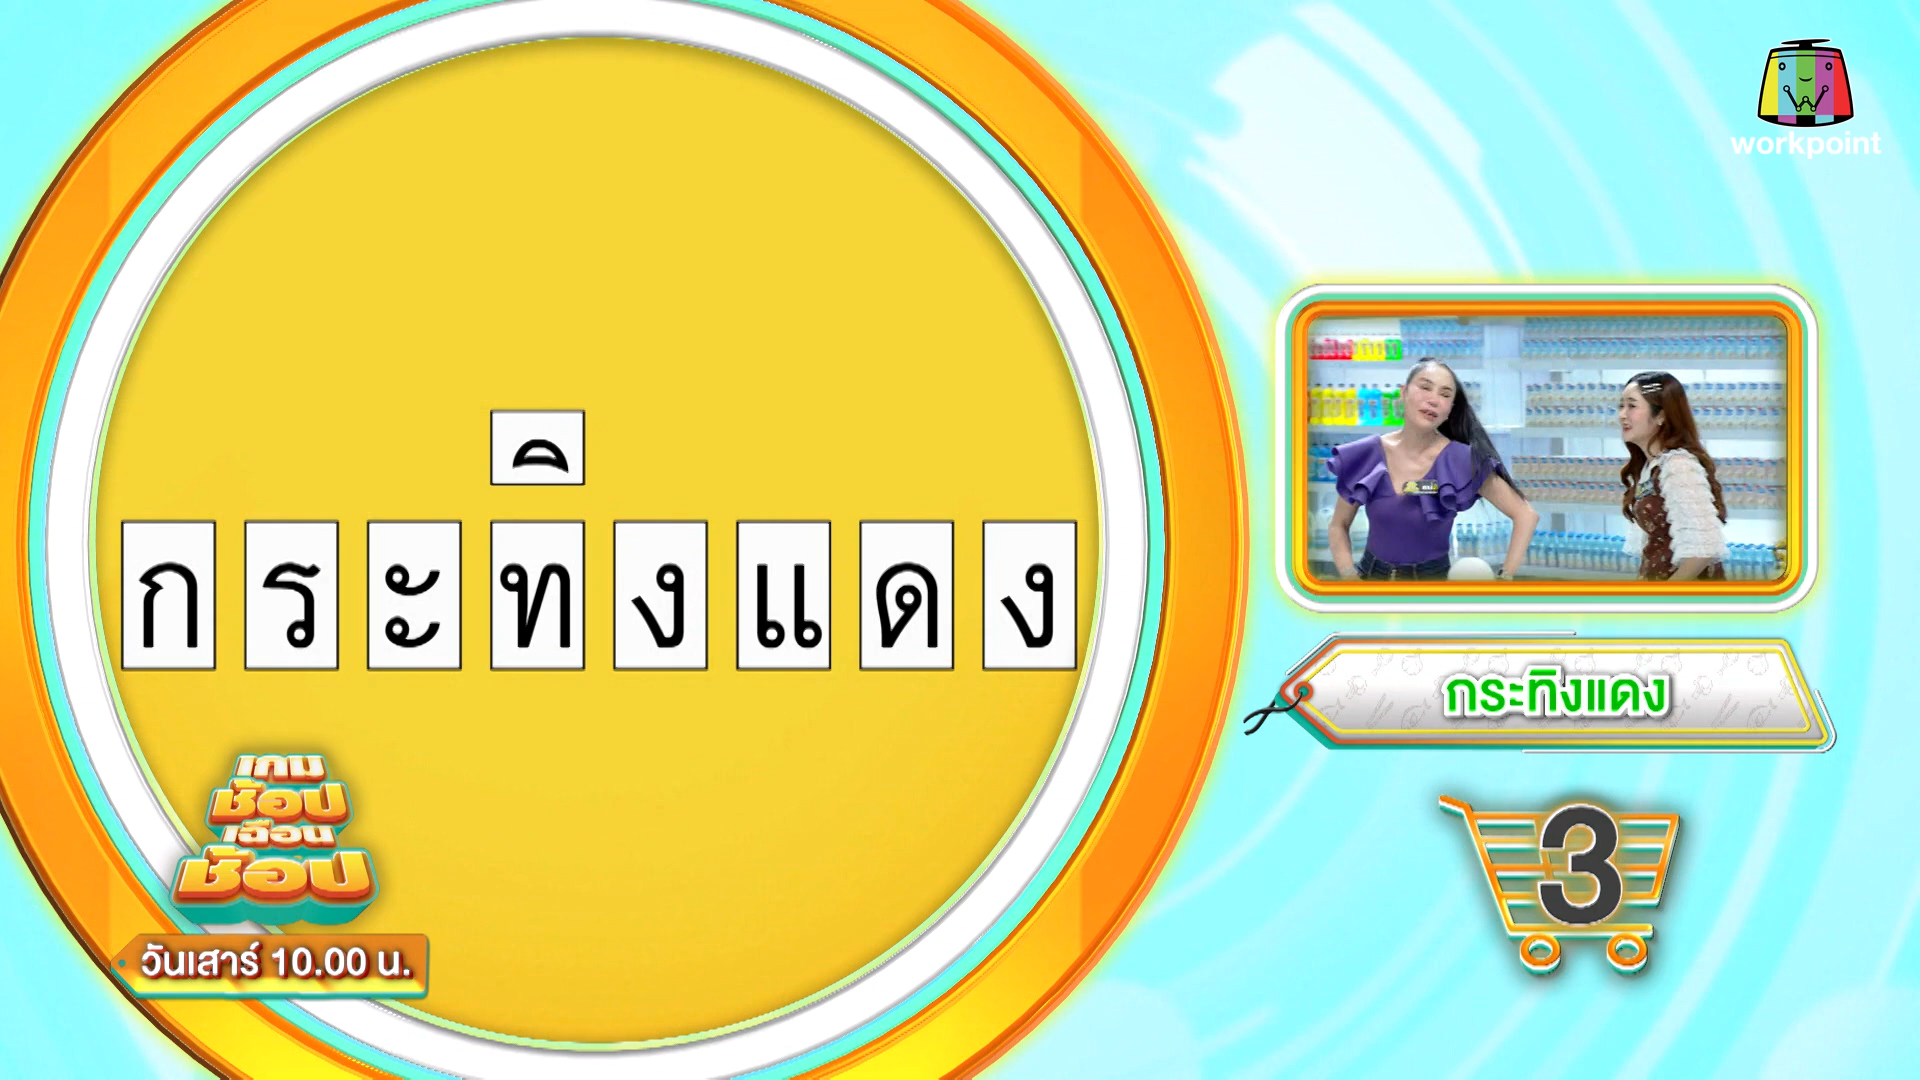 กระทิงแดง
workpoint
กระทิงแดง
3
เกม
ช้อป
เฉือน
ช้อป
วันเสาร์ 10.00 น.